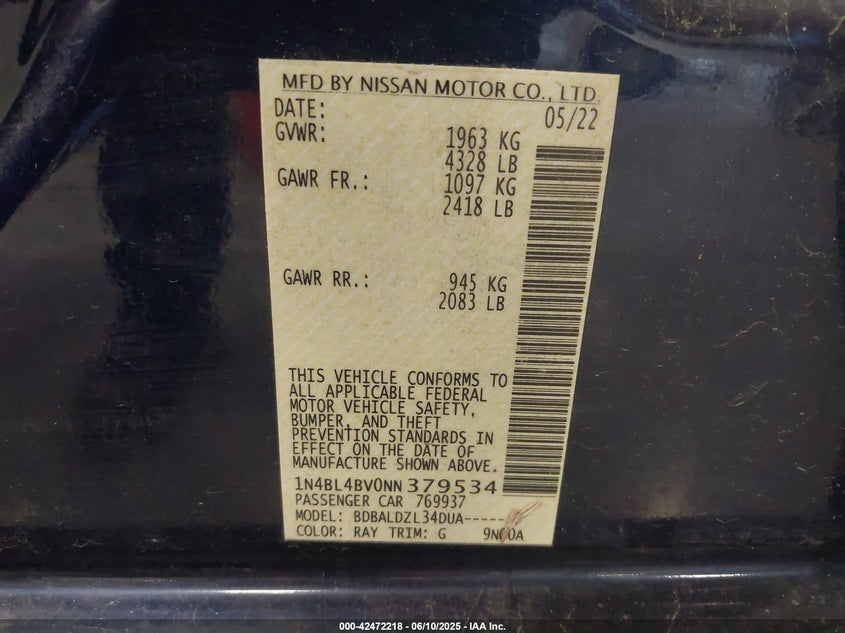 MFD BY NISSAN MOTOR CO., LTD.
DATE: 05/22
GVWR: 1963 KG
4328 LB
GAWR FR.: 1097 KG
2418 LB
GAWR RR.: 945 KG
2083 LB
THIS VEHICLE CONFORMS TO
ALL APPLICABLE FEDERAL
MOTOR VEHICLE SAFETY,
BUMPER, AND THEFT
PREVENTION STANDARDS IN
EFFECT ON THE DATE OF
MANUFACTURE SHOWN ABOVE.
1N4BL4BV0NN379534
PASSENGER CAR 769937
MODEL: BDBALDZL34DUA-----
COLOR: RAY TRIM: G
000-42472218 - 06/10/2025 - IAA Inc.